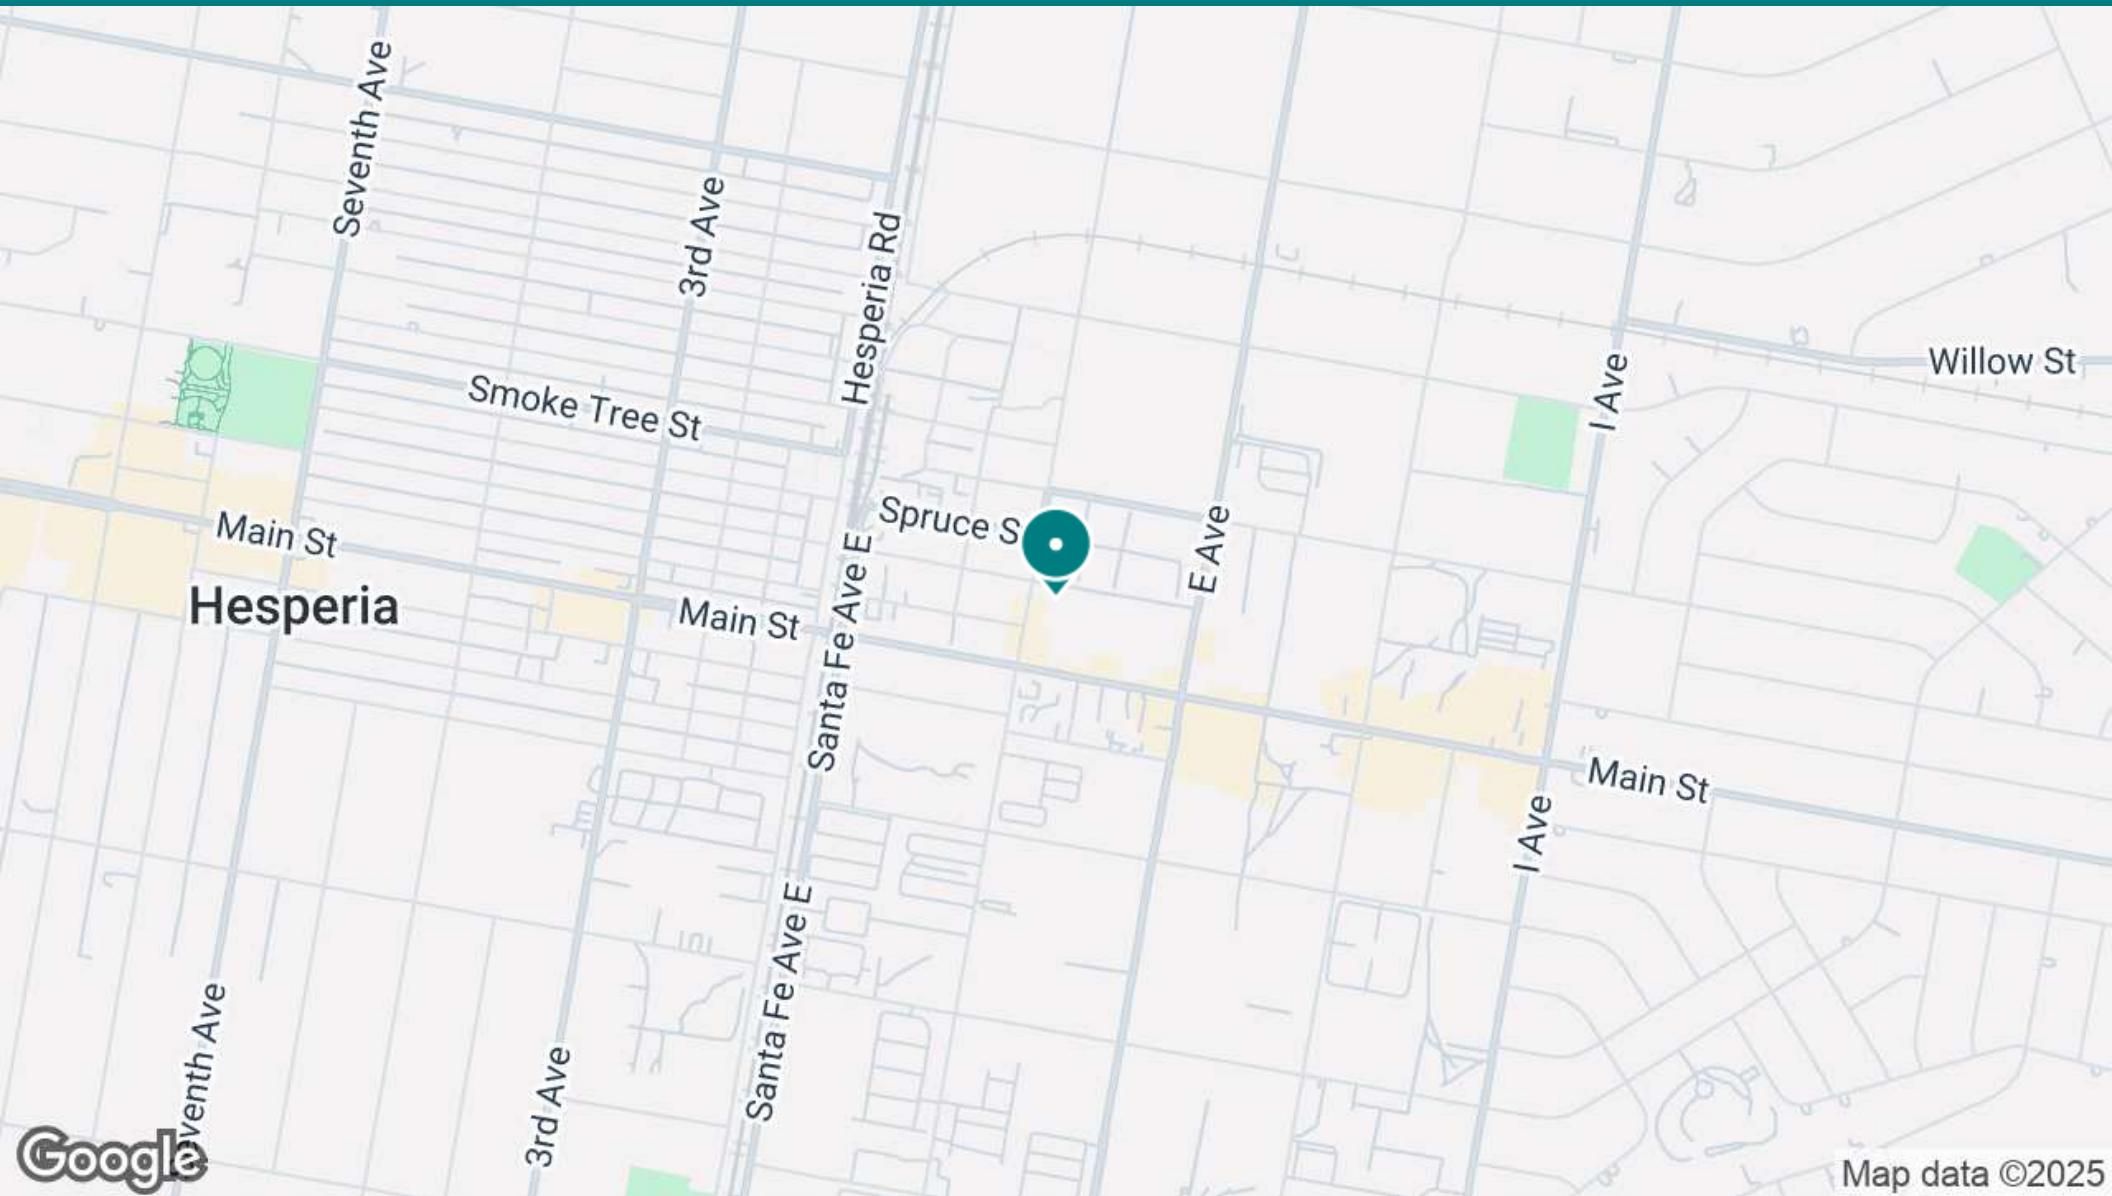 Seventh Ave
3rd Ave
Hesperia Rd
Smoke Tree St
Willow St
I Ave
Spruce S
E Ave
Main St
Hesperia
Main St
Santa Fe Ave E
Main St
I Ave
Santa Fe Ave E
eventh Ave
3rd Ave
Google
Map data ©2025